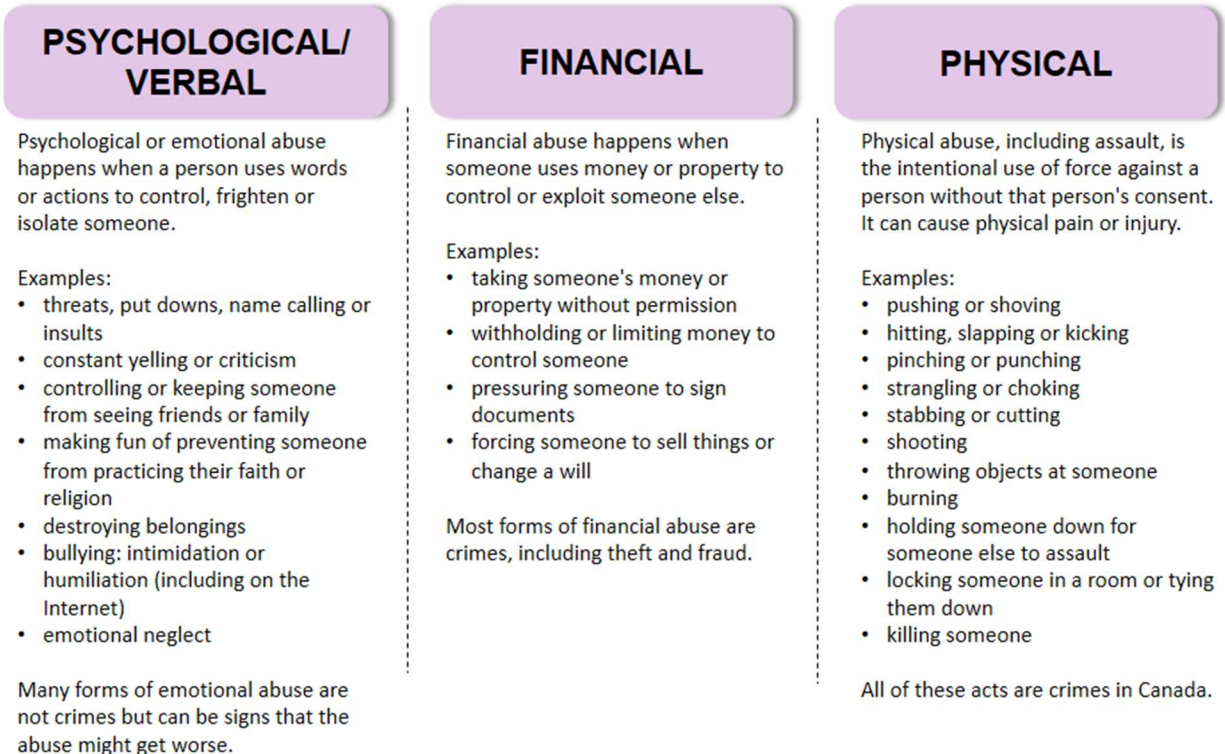 PSYCHOLOGICAL/
VERBAL
Psychological or emotional abuse
happens when a person uses words
or actions to control, frighten or
isolate someone.
Examples:
• threats, put downs, name calling or
insults
• constant yelling or criticism
• controlling or keeping someone
from seeing friends or family
• making fun of preventing someone
from practicing their faith or
religion
• destroying belongings
• bullying: intimidation or
humiliation (including on the
Internet)
• emotional neglect
Many forms of emotional abuse are
not crimes but can be signs that the
abuse might get worse.
FINANCIAL
Financial abuse happens when
someone uses money or property to
control or exploit someone else.
Examples:
• taking someone's money or
property without permission
• withholding or limiting money to
control someone
• pressuring someone to sign
documents
• forcing someone to sell things or
change a will
Most forms of financial abuse are
crimes, including theft and fraud.
PHYSICAL
Physical abuse, including assault, is
the intentional use of force against a
person without that person's consent.
It can cause physical pain or injury.
Examples:
• pushing or shoving
• hitting, slapping or kicking
• pinching or punching
• strangling or choking
• stabbing or cutting
• shooting
• throwing objects at someone
• burning
• holding someone down for
someone else to assault
• locking someone in a room or tying
them down
• killing someone
All of these acts are crimes in Canada.